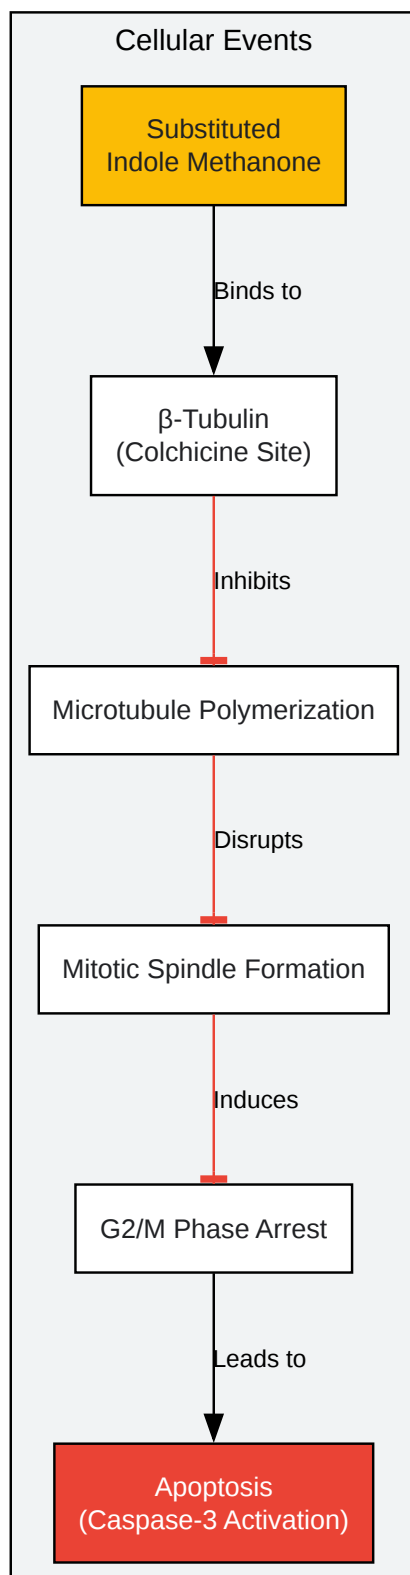 Cellular Events
Substituted
Indole Methanone
Binds to
β-Tubulin
(Colchicine Site)
Inhibits
Microtubule Polymerization
Disrupts
Mitotic Spindle Formation
Induces
G2/M Phase Arrest
Leads to
Apoptosis
(Caspase-3 Activation)